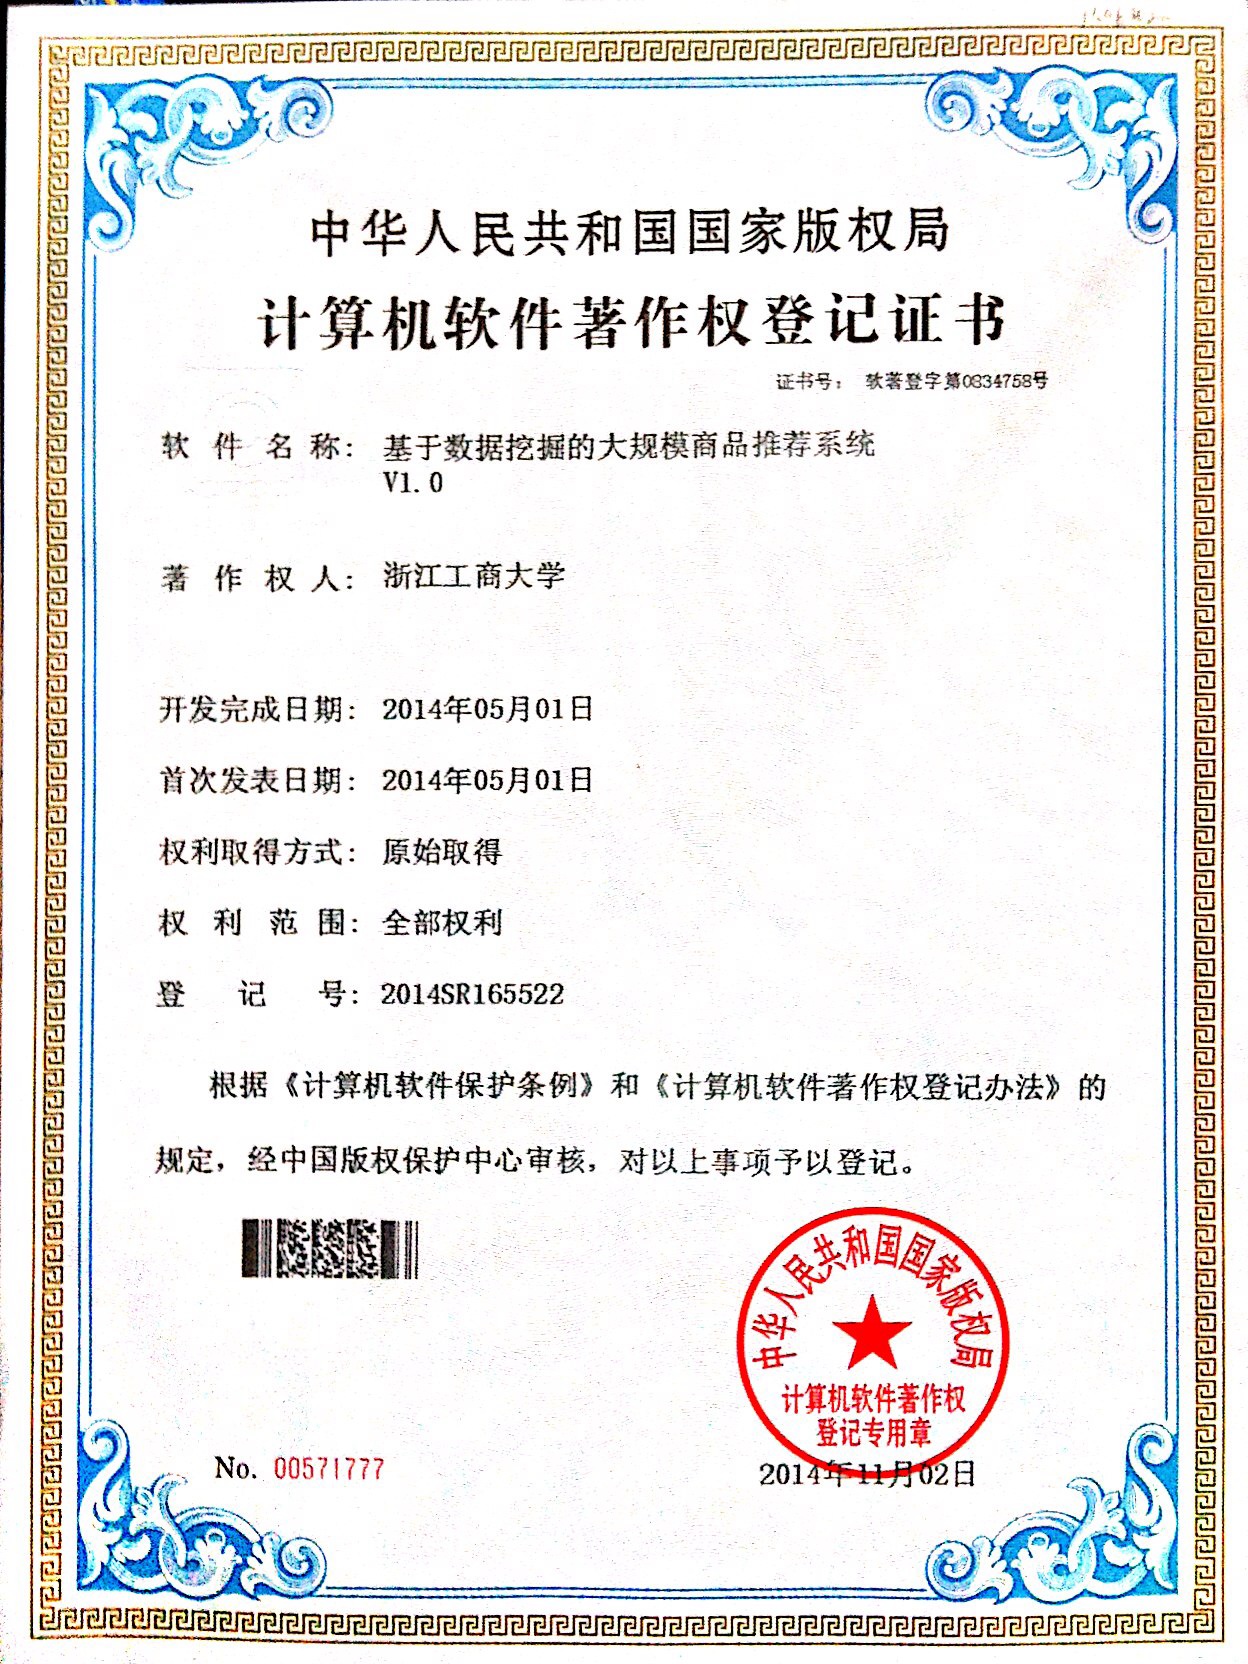 中华人民共和国国家版权局
计算机软件著作权登记证书
证书号： 软著登字第0834758号
软件名称： 基于数据挖掘的大规模商品推荐系统
V1.0
著作权人： 浙江工商大学
开发完成日期： 2014年05月01日
首次发表日期： 2014年05月01日
权利取得方式： 原始取得
权利范围： 全部权利
登记号： 2014SR165522
根据《计算机软件保护条例》和《计算机软件著作权登记办法》的
规定，经中国版权保护中心审核，对以上事项予以登记。
中华人民共和国国家版权局
计算机软件著作权
登记专用章
No. 00571777
2014年11月02日